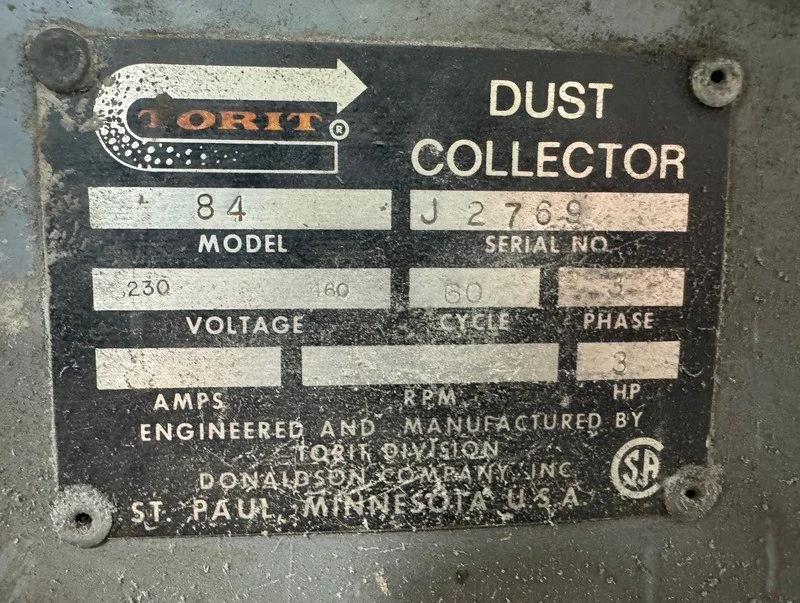 TORIT ®
DUST
COLLECTOR
84
J 2769
MODEL
SERIAL NO.
230 460
60
3
VOLTAGE
CYCLE
PHASE
3
AMPS
RPM
HP
ENGINEERED AND MANUFACTURED BY
TORIT DIVISION
DONALDSON COMPANY, INC.
ST. PAUL, MINNESOTA U.S.A.
SA